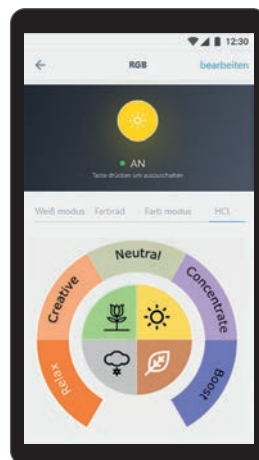 12:30
RGB bearbeiten
AN
Taste drücken um auszuschalten
Weiß modus Farbrad Farb modus HCL
Neutral
Creative
Concentrate
Relax
Boost